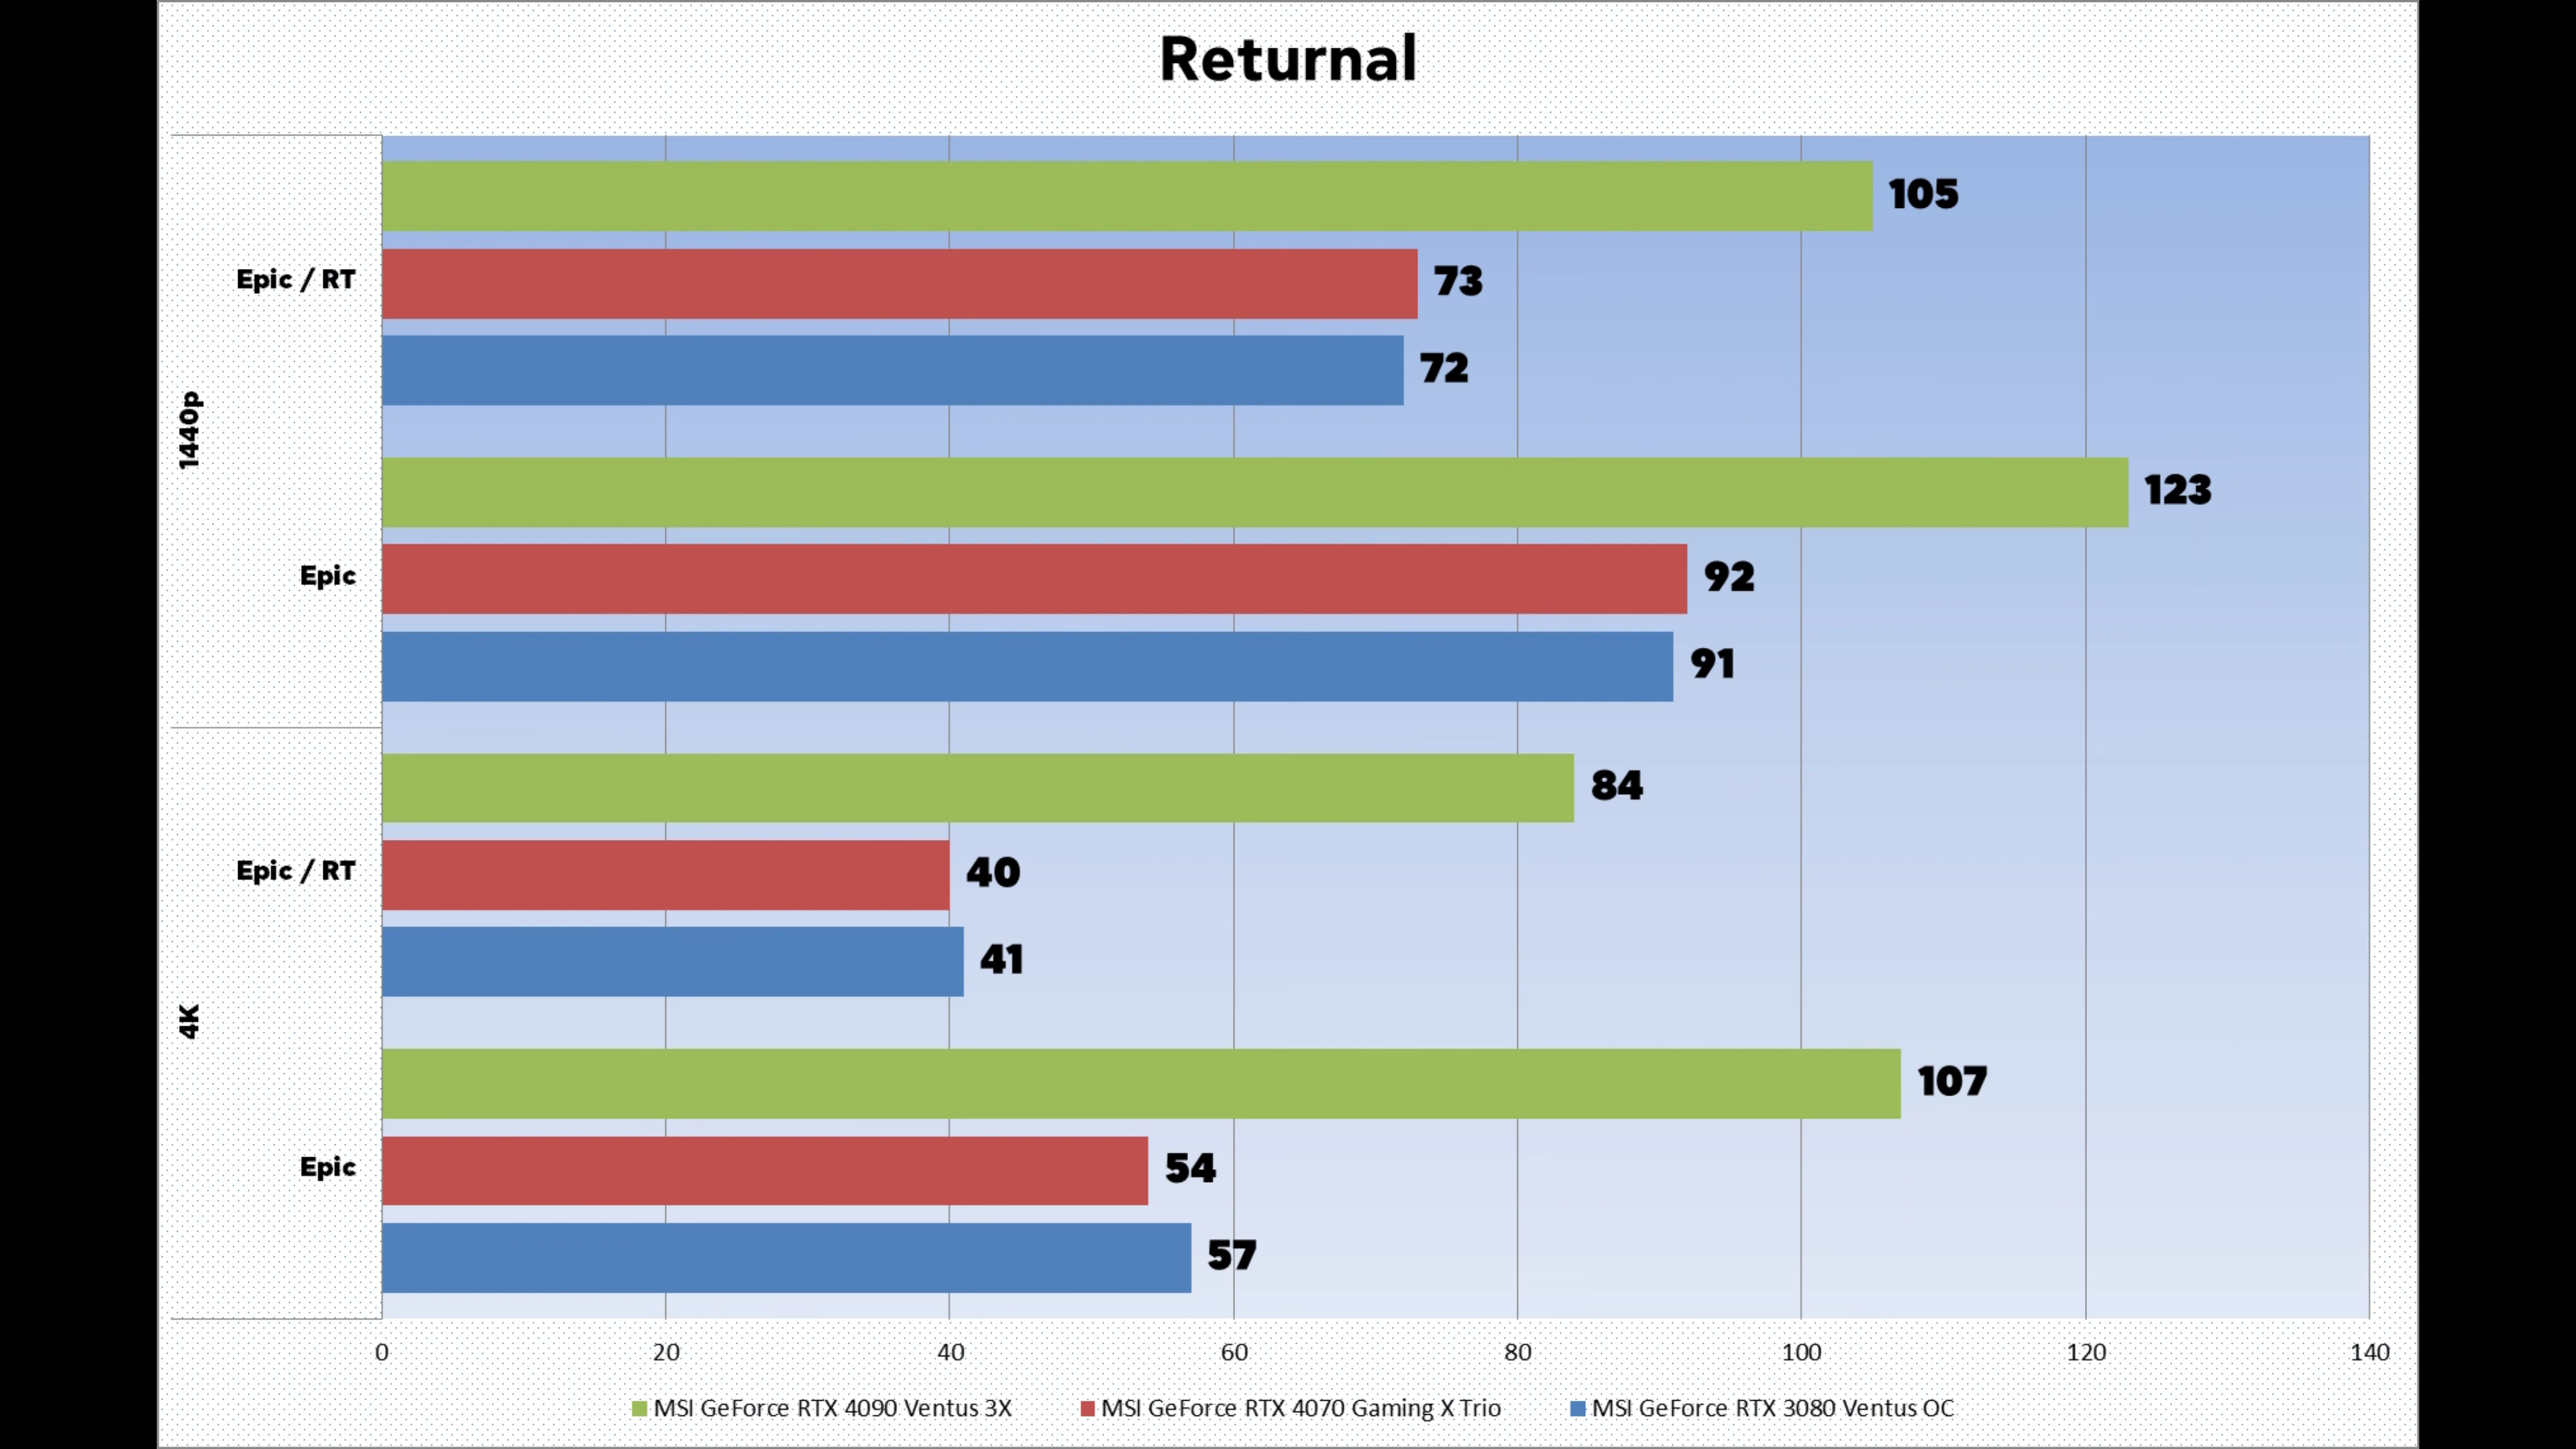 Returnal
1440p
Epic / RT
105
73
72
Epic
123
92
91
4K
Epic / RT
84
40
41
Epic
107
54
57
0 20 40 60 80 100 120 140
MSI GeForce RTX 4090 Ventus 3X MSI GeForce RTX 4070 Gaming X Trio MSI GeForce RTX 3080 Ventus OC